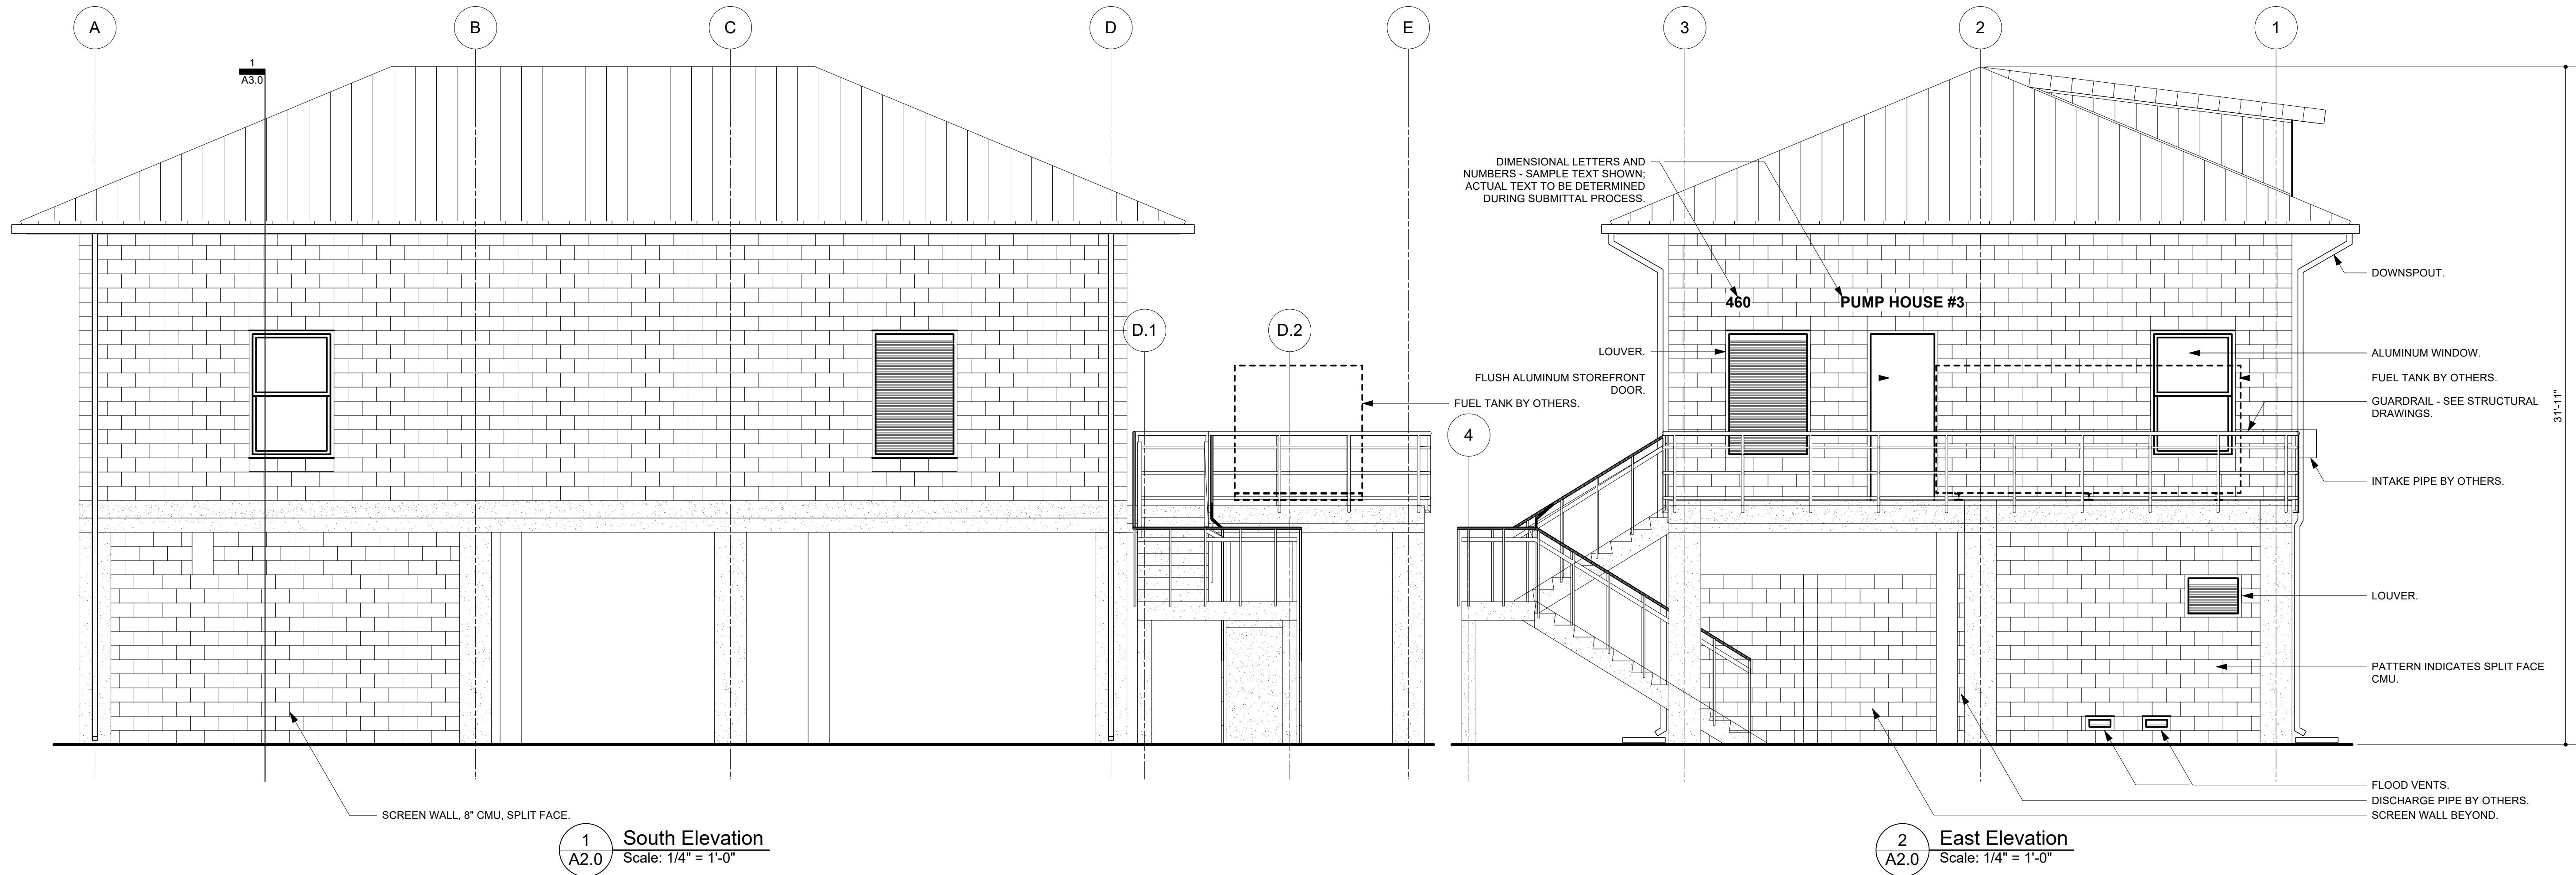 A
B
C
D
E
3
2
1
1
A3.0
DIMENSIONAL LETTERS AND
NUMBERS - SAMPLE TEXT SHOWN;
ACTUAL TEXT TO BE DETERMINED
DURING SUBMITTAL PROCESS.
DOWNSPOUT.
460
PUMP HOUSE #3
D.1
D.2
LOUVER.
ALUMINUM WINDOW.
FLUSH ALUMINUM STOREFRONT
DOOR.
FUEL TANK BY OTHERS.
FUEL TANK BY OTHERS.
GUARDRAIL - SEE STRUCTURAL
DRAWINGS.
31'-11"
4
INTAKE PIPE BY OTHERS.
LOUVER.
PATTERN INDICATES SPLIT FACE
CMU.
FLOOD VENTS.
DISCHARGE PIPE BY OTHERS.
SCREEN WALL BEYOND.
SCREEN WALL, 8" CMU, SPLIT FACE.
1
A2.0
South Elevation
Scale: 1/4" = 1'-0"
2
A2.0
East Elevation
Scale: 1/4" = 1'-0"